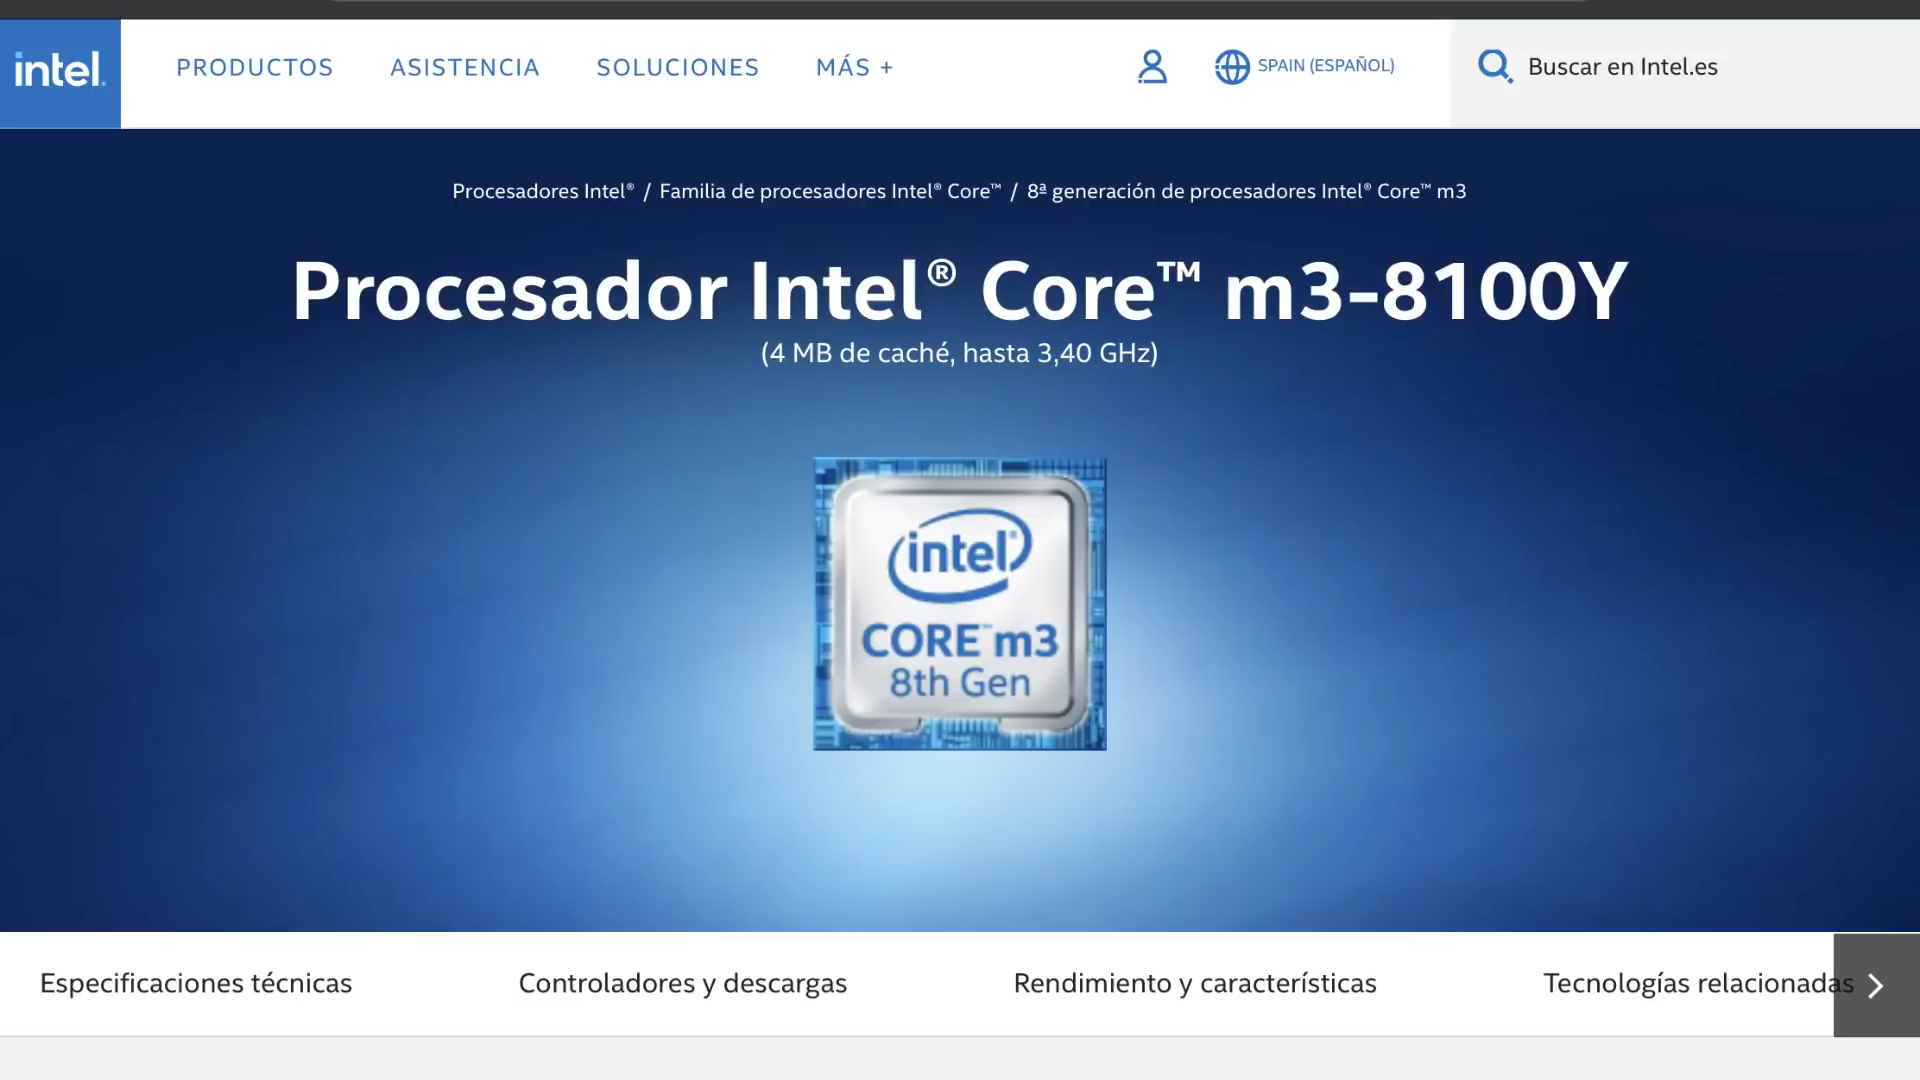 intel.
PRODUCTOS ASISTENCIA SOLUCIONES MÁS + SPAIN (ESPAÑOL) Buscar en Intel.es
Procesadores Intel® / Familia de procesadores Intel® Core™ / 8ª generación de procesadores Intel® Core™ m3
Procesador Intel® Core™ m3-8100Y
(4 MB de caché, hasta 3,40 GHz)
intel®
CORE™ m3
8th Gen
Especificaciones técnicas Controladores y descargas Rendimiento y características Tecnologías relacionadas